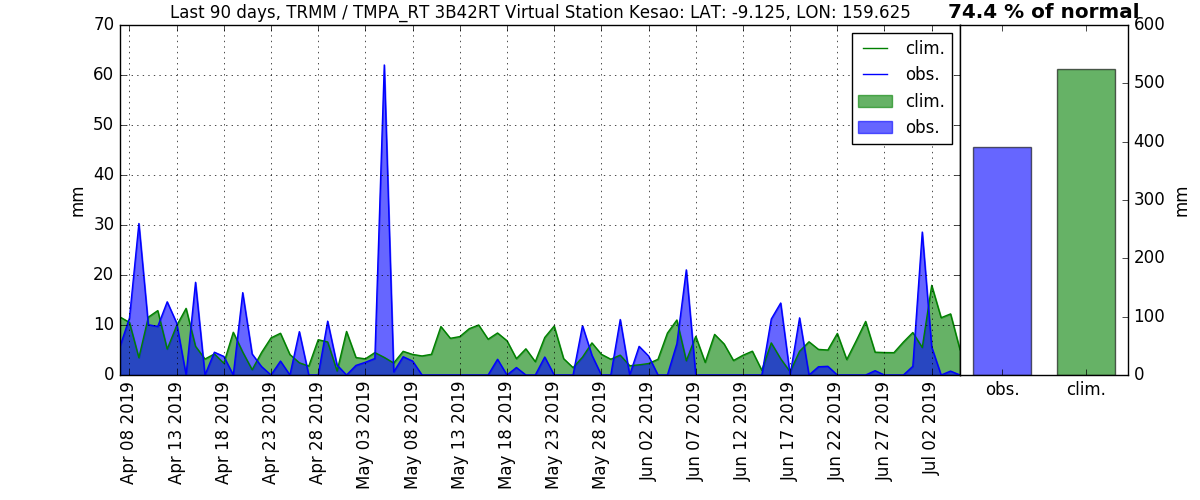 Last 90 days, TRMM / TMPA_RT 3B42RT Virtual Station Kesao: LAT: -9.125, LON: 159.625
74.4 % of normal
70
60
50
40
30
20
10
0
mm
clim.
obs.
clim.
obs.
600
500
400
300
200
100
0
mm
obs.
clim.
Apr 08 2019
Apr 13 2019
Apr 18 2019
Apr 23 2019
Apr 28 2019
May 03 2019
May 08 2019
May 13 2019
May 18 2019
May 23 2019
May 28 2019
Jun 02 2019
Jun 07 2019
Jun 12 2019
Jun 17 2019
Jun 22 2019
Jun 27 2019
Jul 02 2019